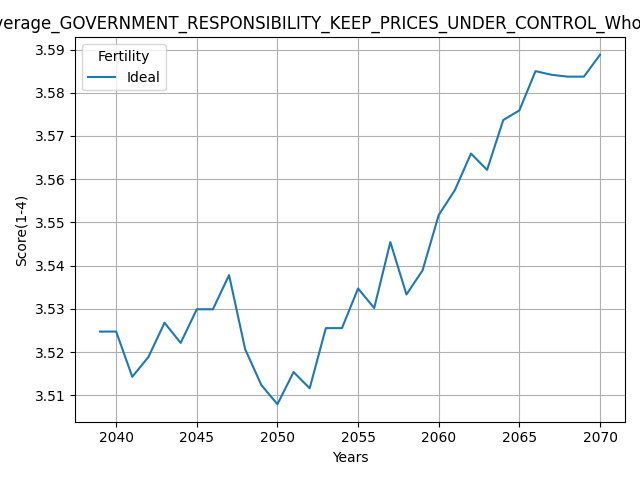 verage_GOVERNMENT_RESPONSIBILITY_KEEP_PRICES_UNDER_CONTROL_Who
Fertility
Ideal
3.59
3.58
3.57
3.56
3.55
3.54
3.53
3.52
3.51
Score(1-4)
2040 2045 2050 2055 2060 2065 2070
Years